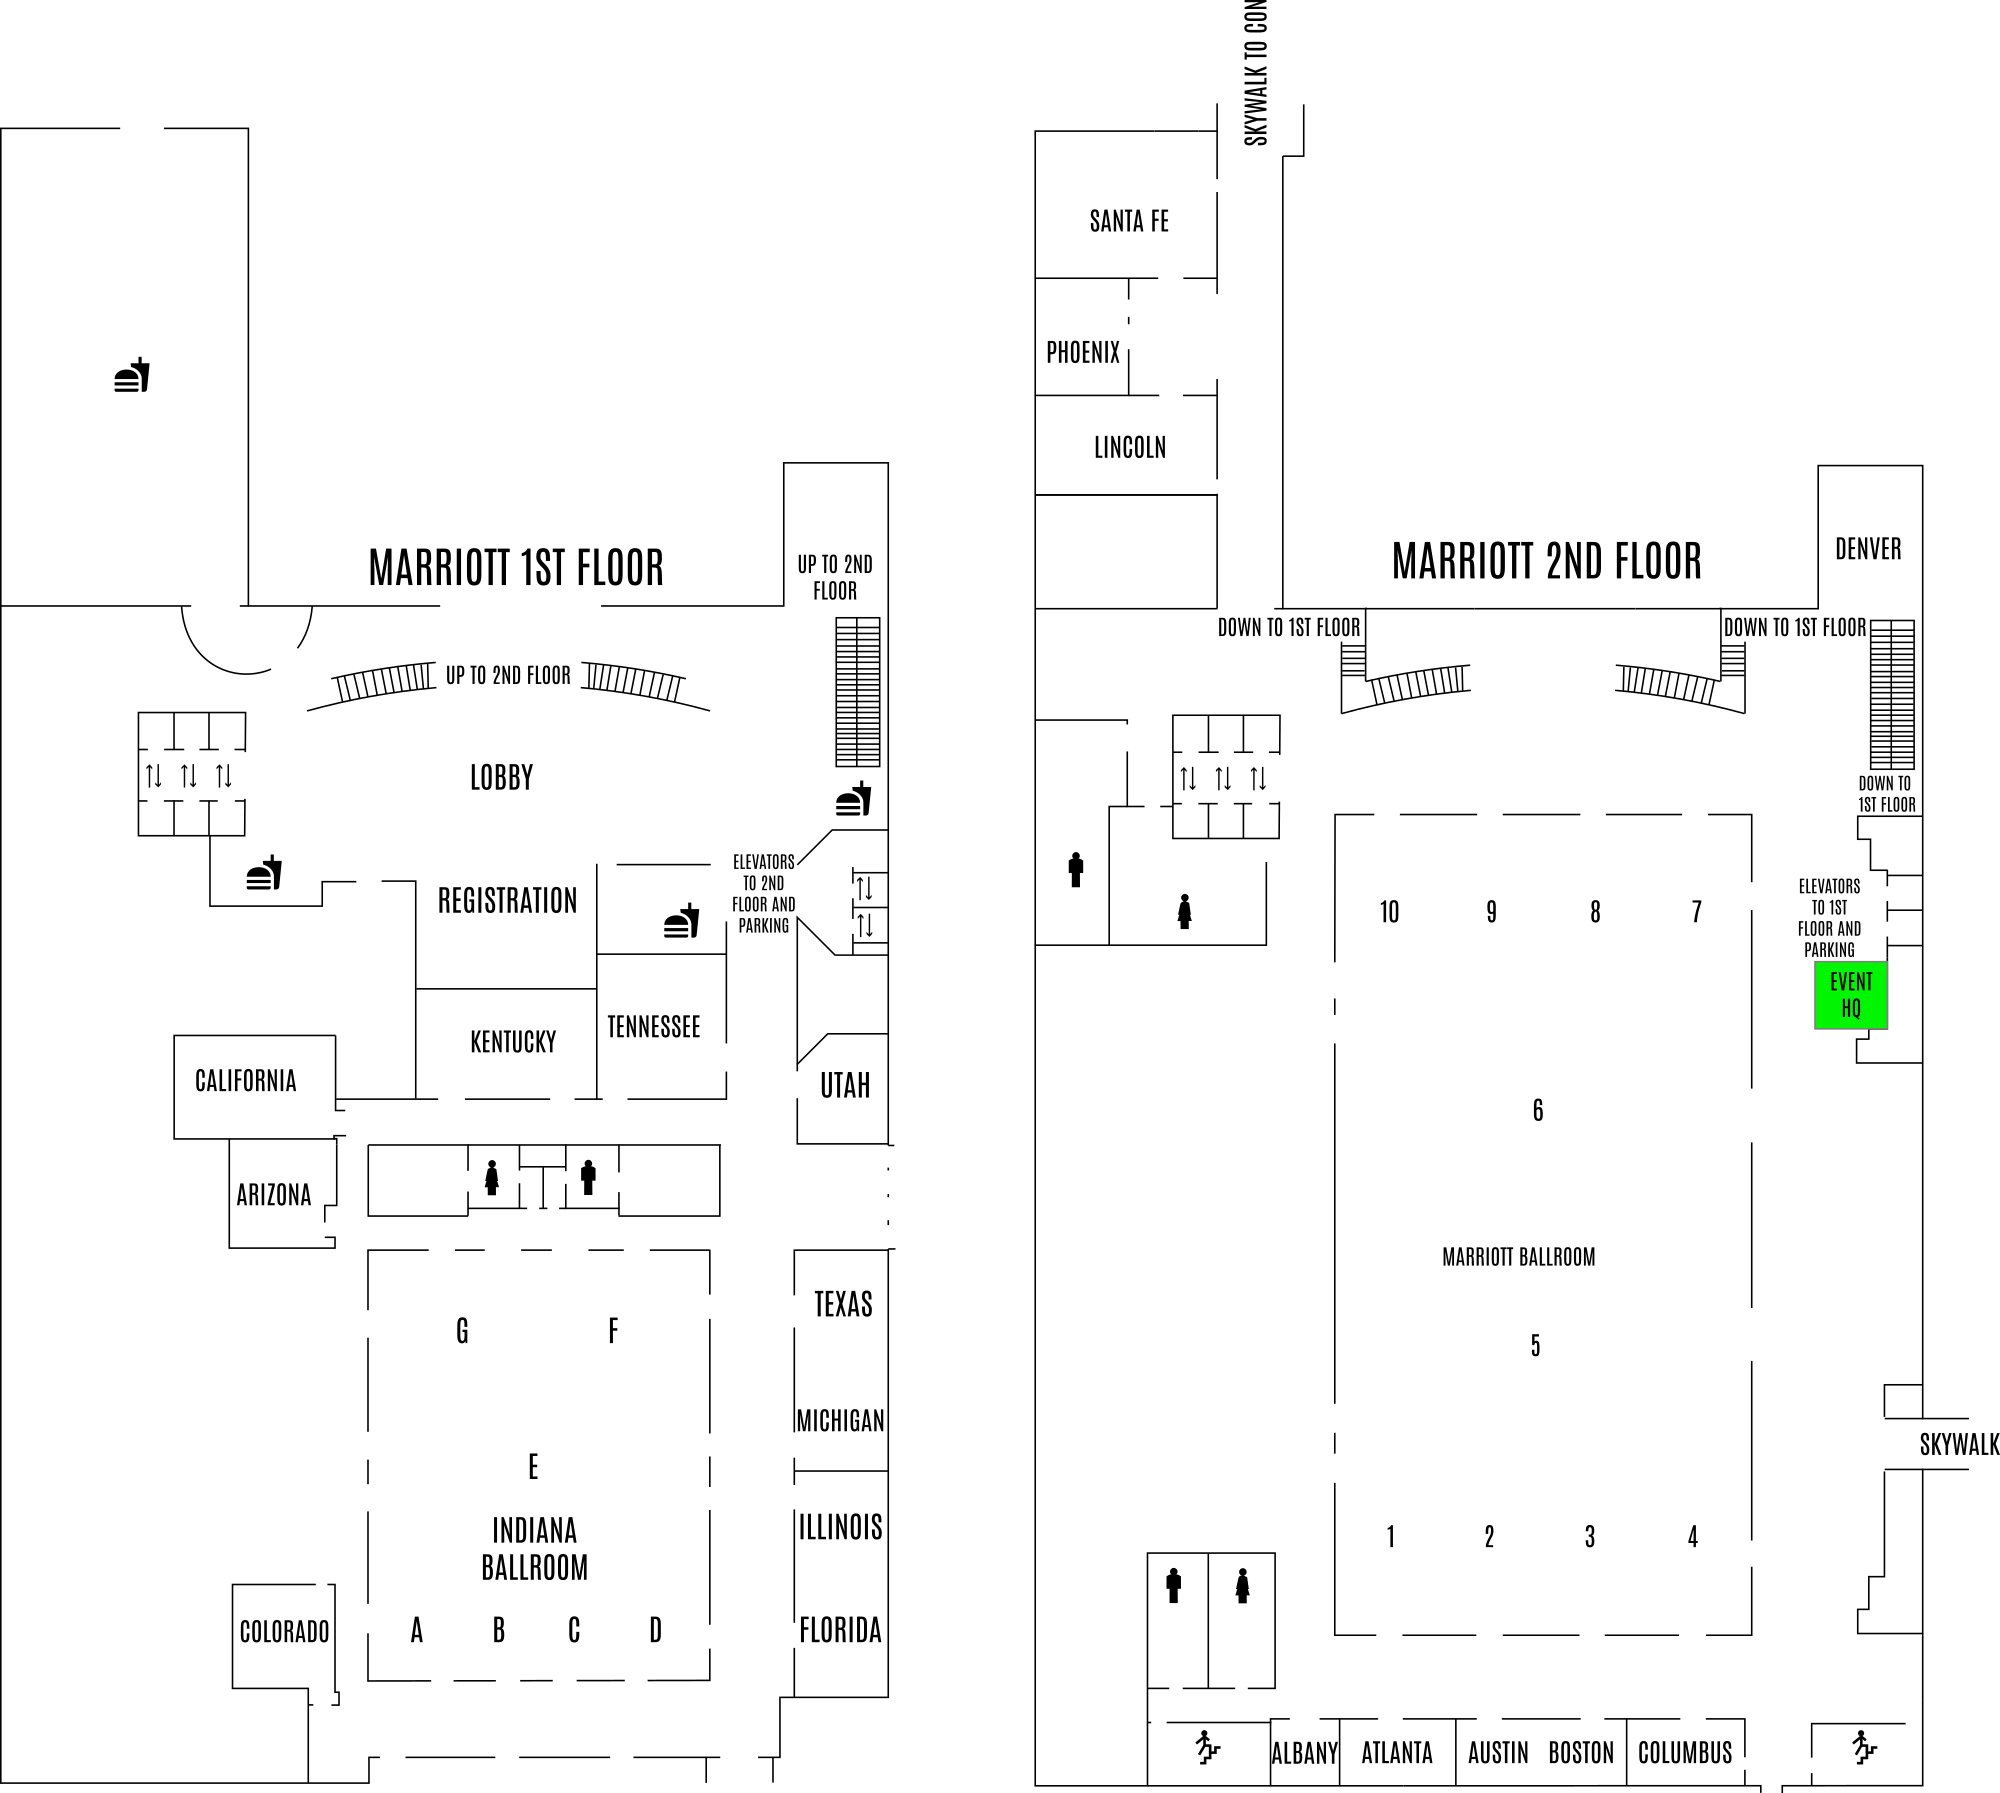 MARRIOTT 1ST FLOOR
UP TO 2ND
FLOOR
UP TO 2ND FLOOR
LOBBY
REGISTRATION
ELEVATORS
TO 2ND
FLOOR AND
PARKING
KENTUCKY
TENNESSEE
CALIFORNIA
UTAH
ARIZONA
TEXAS
G
F
MICHIGAN
E
INDIANA
BALLROOM
ILLINOIS
COLORADO
A
B
C
D
FLORIDA
SKYWALK TO CON
SANTA FE
PHOENIX
LINCOLN
MARRIOTT 2ND FLOOR
DENVER
DOWN TO 1ST FLOOR
DOWN TO 1ST FLOOR
DOWN TO
1ST FLOOR
ELEVATORS
TO 1ST
FLOOR AND
PARKING
EVENT
HQ
10
9
8
7
6
MARRIOTT BALLROOM
5
SKYWALK
1
2
3
4
ALBANY
ATLANTA
AUSTIN
BOSTON
COLUMBUS